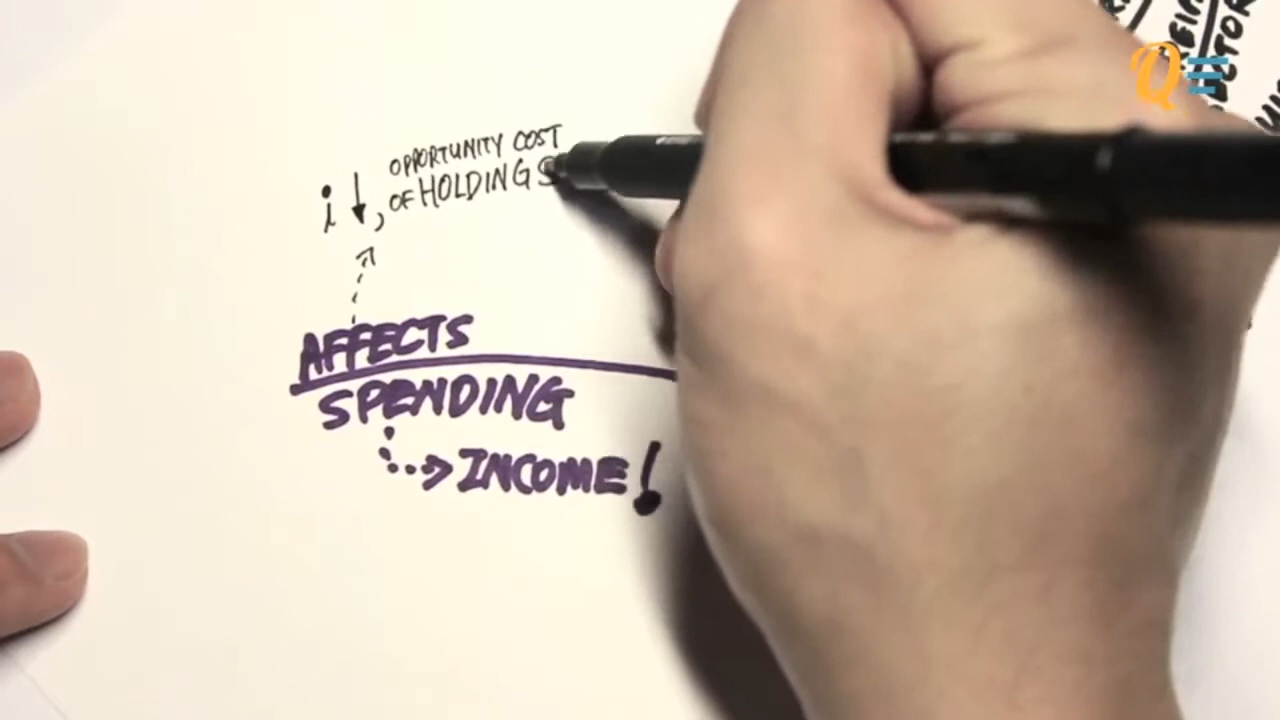 OPPORTUNITY COST
i ↓, OF HOLDING $
AFFECTS
SPENDING
INCOME!